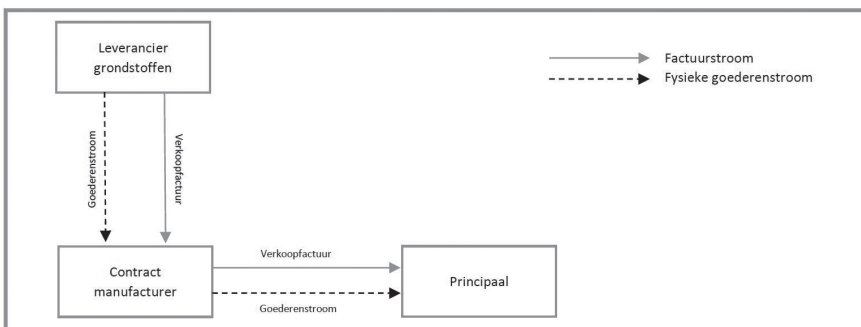 Leverancier
grondstoffen
Factuurstroom
Fysieke goederenstroom
Goederenstroom
Verkoopfactuur
Verkoopfactuur
Contract
manufacturer
Principaal
Goederenstroom